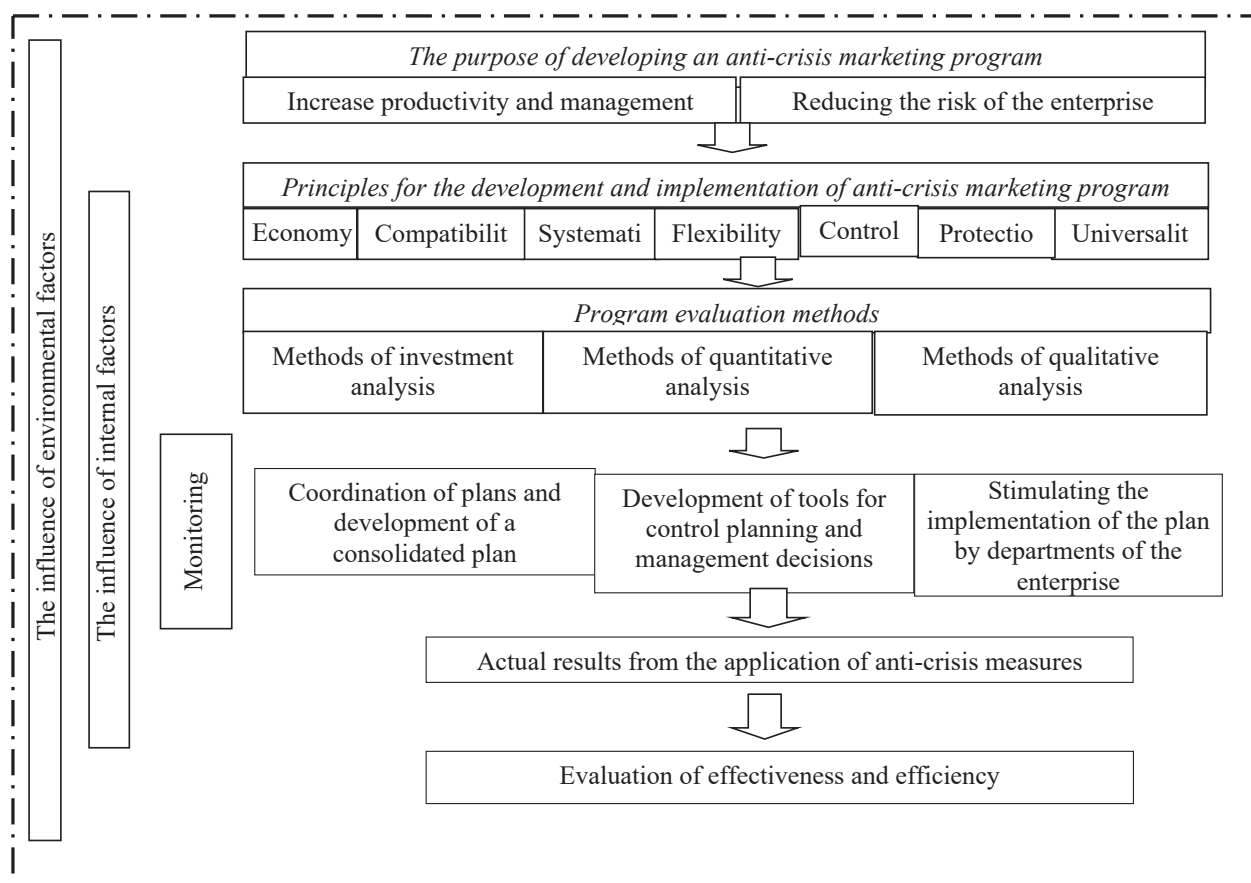 The influence of environmental factors
The influence of internal factors
Monitoring
The purpose of developing an anti-crisis marketing program
Increase productivity and management
Reducing the risk of the enterprise
Principles for the development and implementation of anti-crisis marketing program
Economy
Compatibilit
Systemati
Flexibility
Control
Protectio
Universalit
Program evaluation methods
Methods of investment
analysis
Methods of quantitative
analysis
Methods of qualitative
analysis
Coordination of plans and
development of a
consolidated plan
Development of tools for
control planning and
management decisions
Stimulating the
implementation of the plan
by departments of the
enterprise
Actual results from the application of anti-crisis measures
Evaluation of effectiveness and efficiency